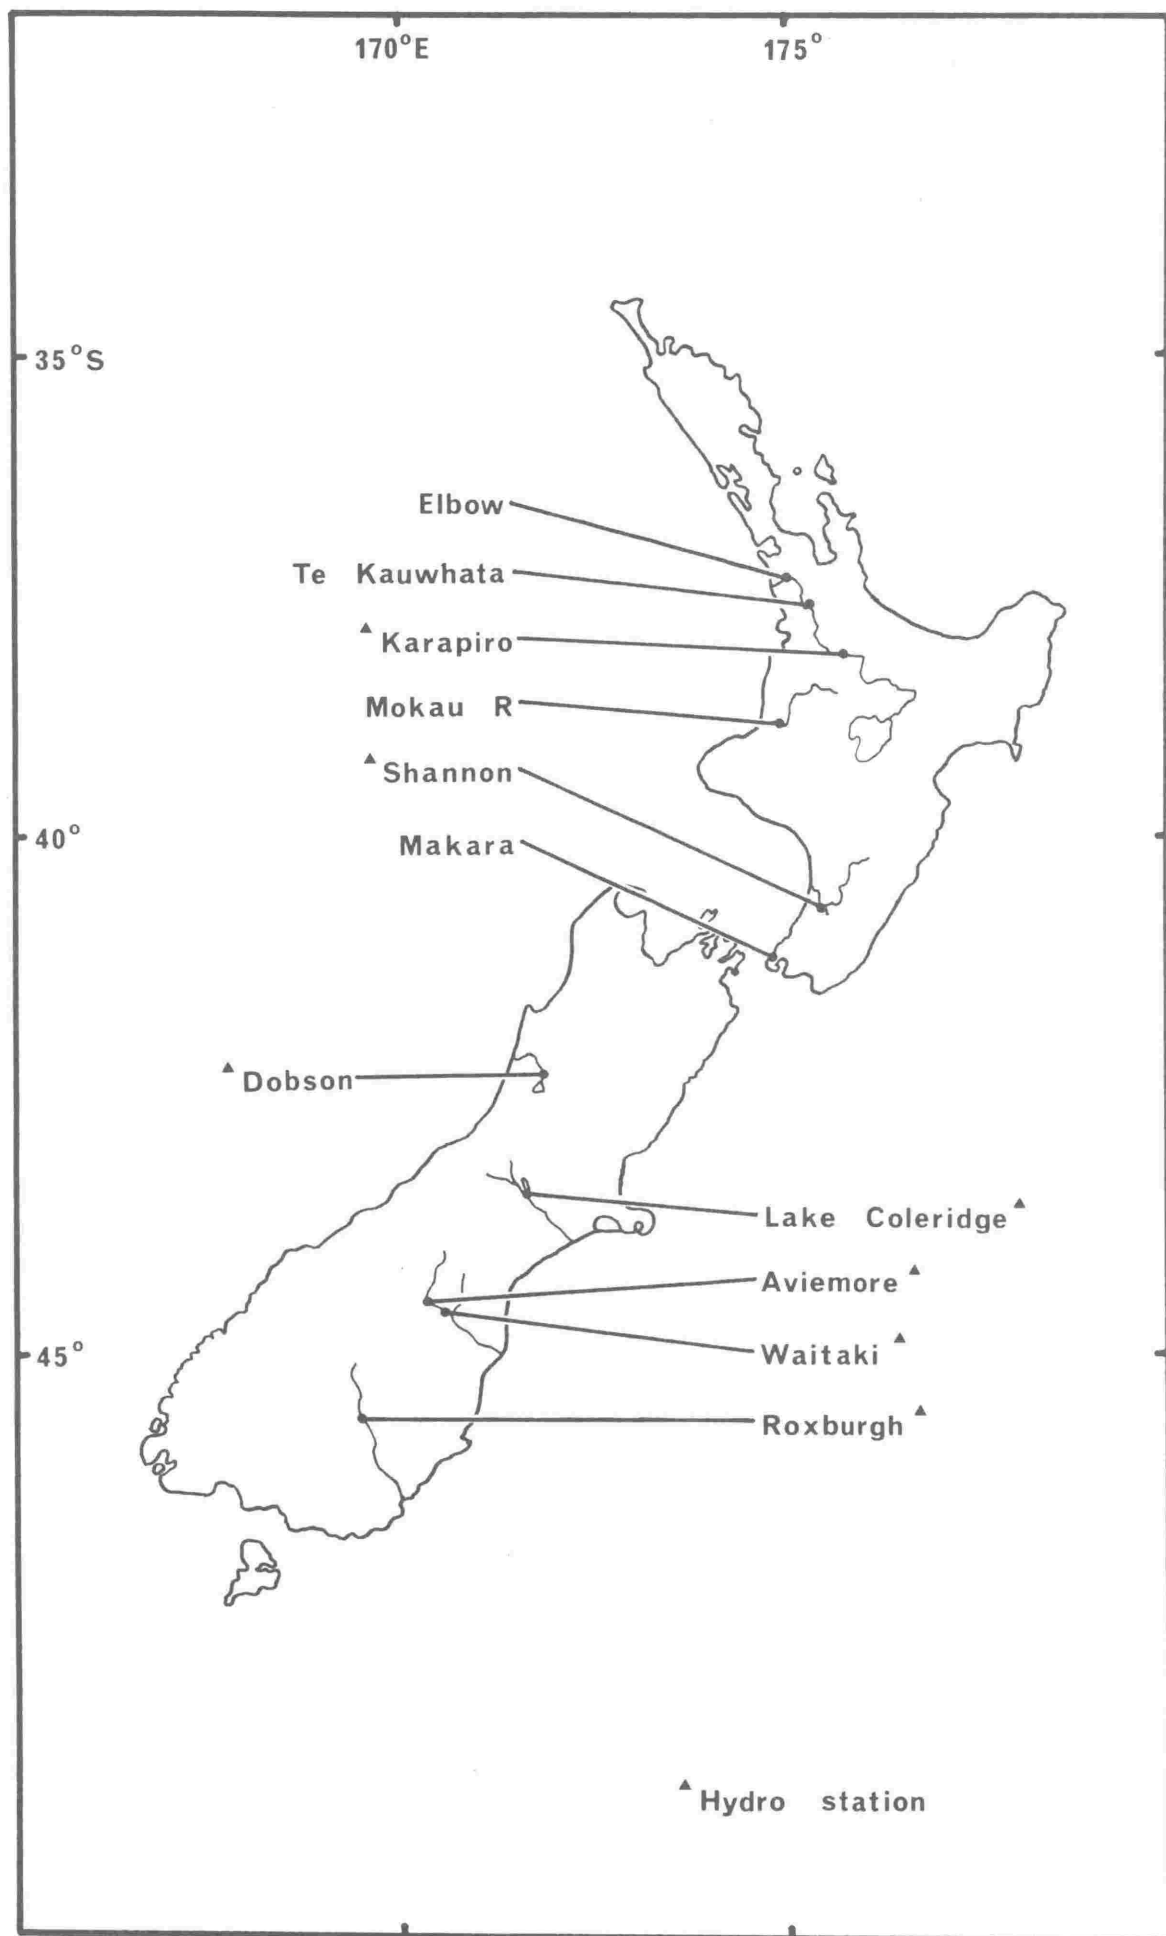 170°E 175°
35°S
Elbow
Te Kauwhata
▲Karapiro
Mokau R
▲Shannon
40°
Makara
▲Dobson
Lake Coleridge▲
Aviemore▲
45°
Waitaki▲
Roxburgh▲
▲Hydro station